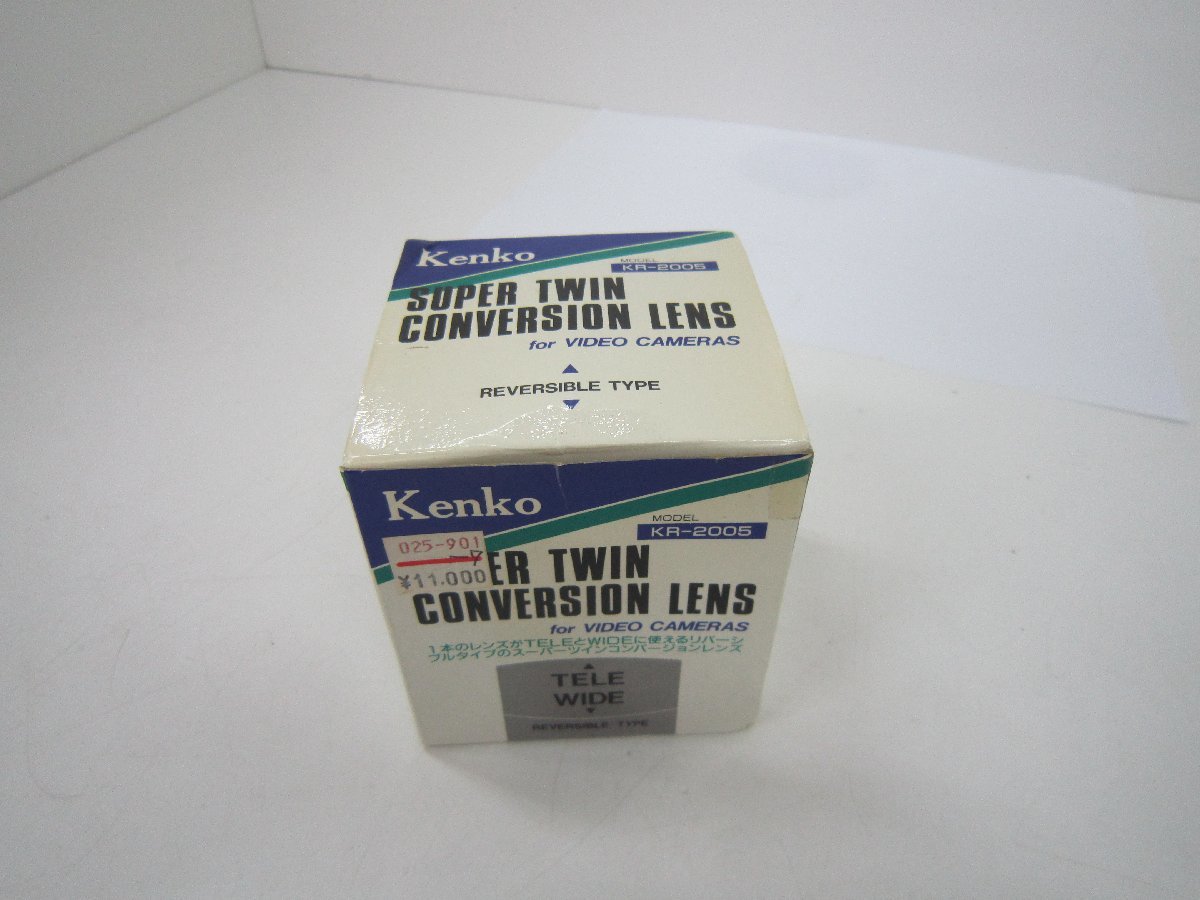 Kenko
MODEL
KR-2005
SUPER TWIN
CONVERSION LENS
for VIDEO CAMERAS
▲
REVERSIBLE TYPE
▼
Kenko
MODEL
KR-2005
025-901
¥11.000
ER TWIN
CONVERSION LENS
for VIDEO CAMERAS
1本のレンズがTELEとWIDEに使えるリバーシ
ブルタイプのスーパーツインコンバージョンレンズ
▲
TELE
WIDE
▼
REVERSIBLE TYPE